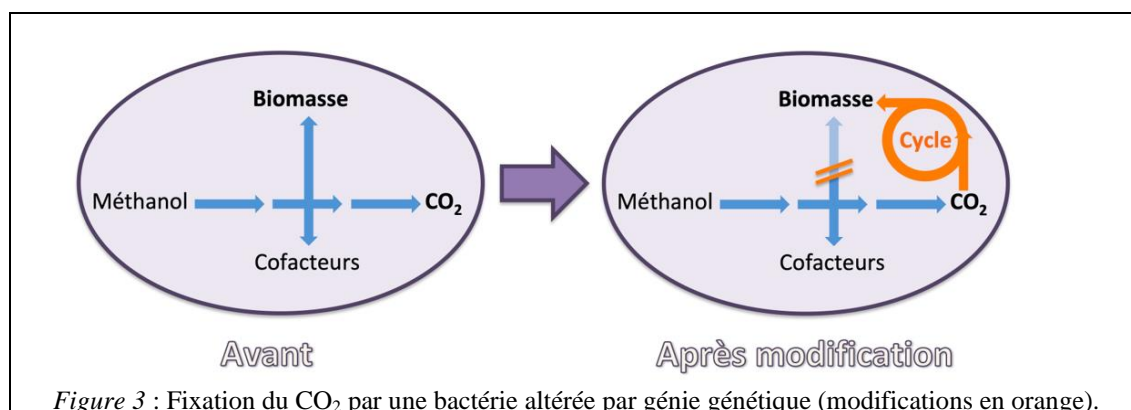 Biomasse
Méthanol
CO₂
Cofacteurs
Avant
Biomasse
Cycle
Méthanol
CO₂
Cofacteurs
Après modification
Figure 3 : Fixation du CO₂ par une bactérie altérée par génie génétique (modifications en orange).